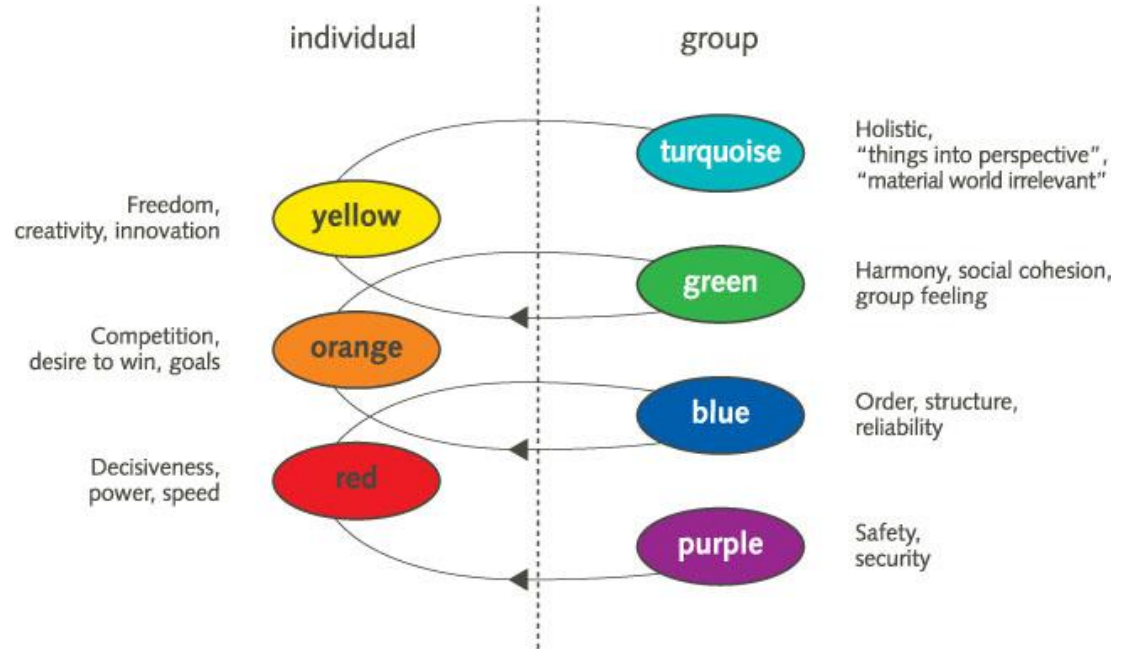 individual
group
turquoise
Holistic,
“things into perspective”,
“material world irrelevant”
Freedom,
creativity, innovation
yellow
green
Harmony, social cohesion,
group feeling
Competition,
desire to win, goals
orange
blue
Order, structure,
reliability
Decisiveness,
power, speed
red
purple
Safety,
security